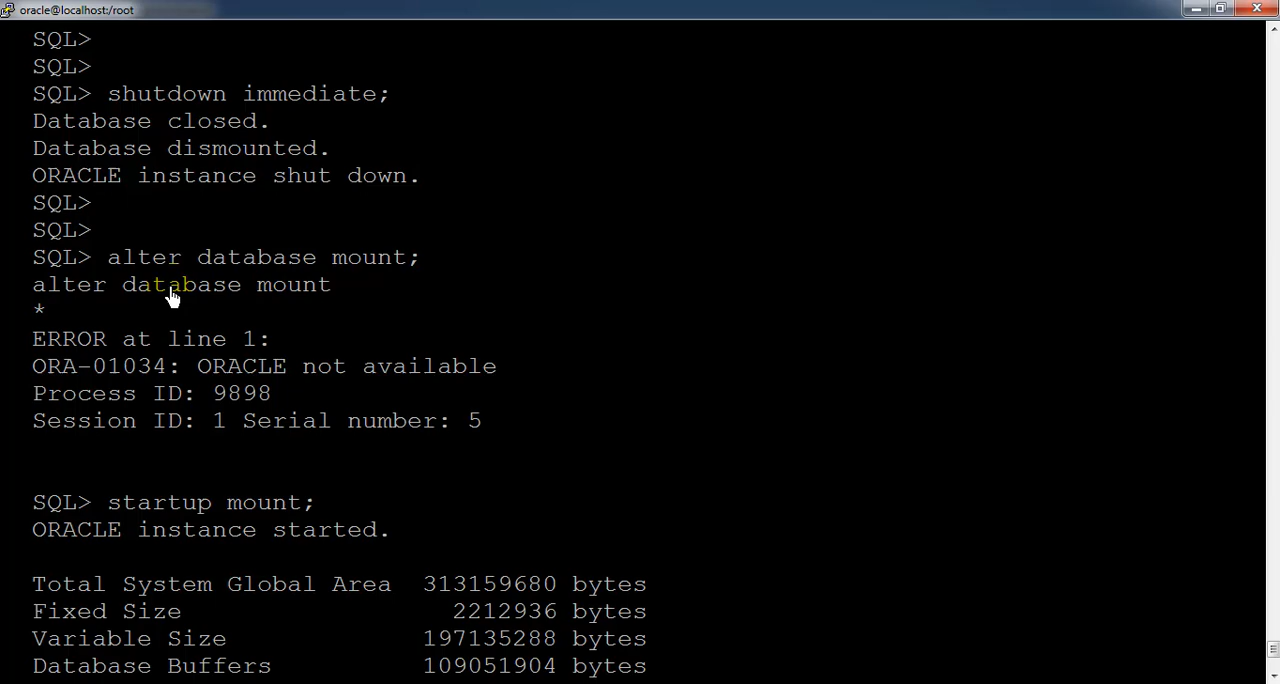 oracle@localhost:/root
SQL>
SQL>
SQL> shutdown immediate;
Database closed.
Database dismounted.
ORACLE instance shut down.
SQL>
SQL>
SQL> alter database mount;
alter database mount
*
ERROR at line 1:
ORA-01034: ORACLE not available
Process ID: 9898
Session ID: 1 Serial number: 5
SQL> startup mount;
ORACLE instance started.
Total System Global Area 313159680 bytes
Fixed Size 2212936 bytes
Variable Size 197135288 bytes
Database Buffers 109051904 bytes